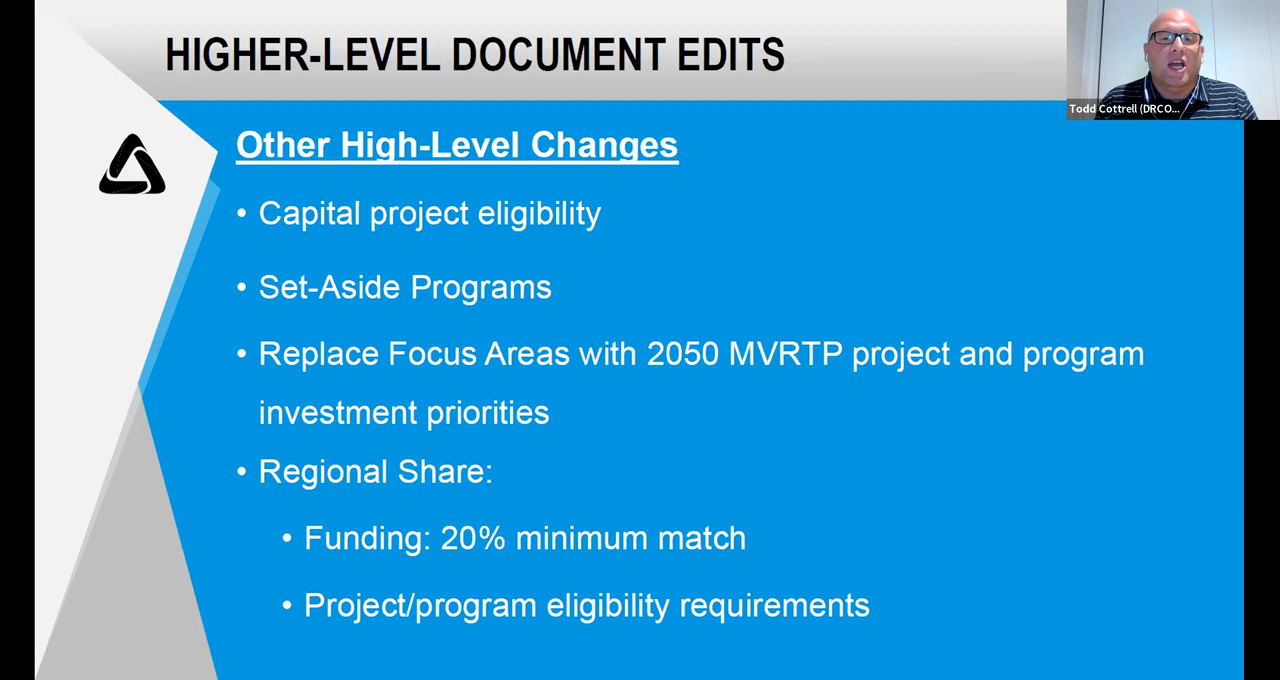 HIGHER-LEVEL DOCUMENT EDITS
Todd Cottrell (DRCO...
Other High-Level Changes
• Capital project eligibility
• Set-Aside Programs
• Replace Focus Areas with 2050 MVRTP project and program
investment priorities
• Regional Share:
• Funding: 20% minimum match
• Project/program eligibility requirements